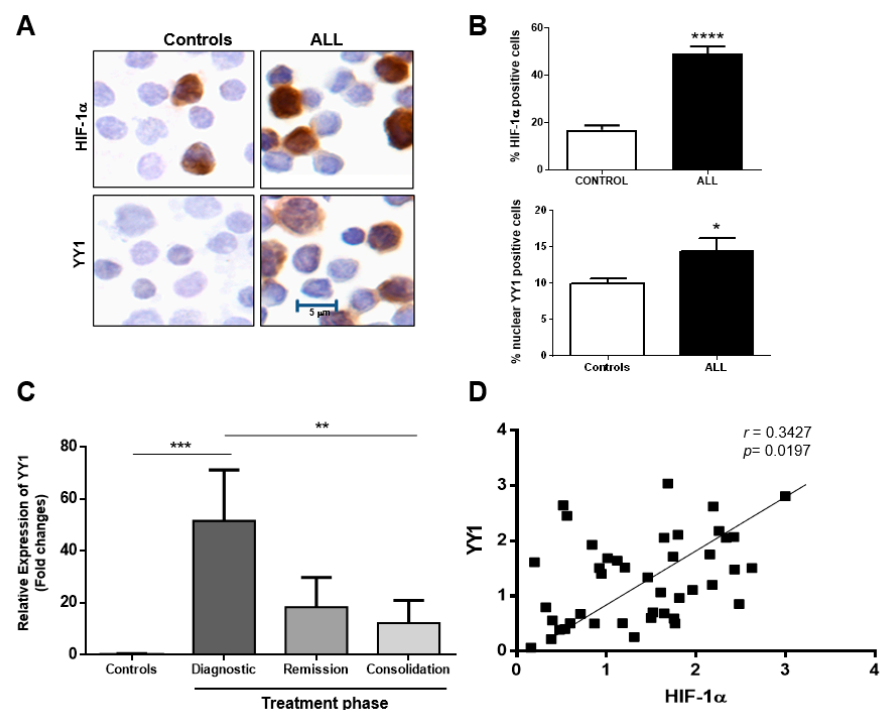 A
Controls
ALL
HIF-1α
YY1
5 µm
B
% HIF-1α positive cells
60
40
20
0
****
CONTROL
ALL
% nuclear YY1 positive cells
20
15
10
5
0
*
Controls
ALL
C
Relative Expression of YY1
(Fold changes)
80
60
40
20
0
***
**
Controls
Diagnostic
Remission
Consolidation
Treatment phase
D
r = 0.3427
p= 0.0197
YY1
4
3
2
1
0
0
1
2
3
4
HIF-1α